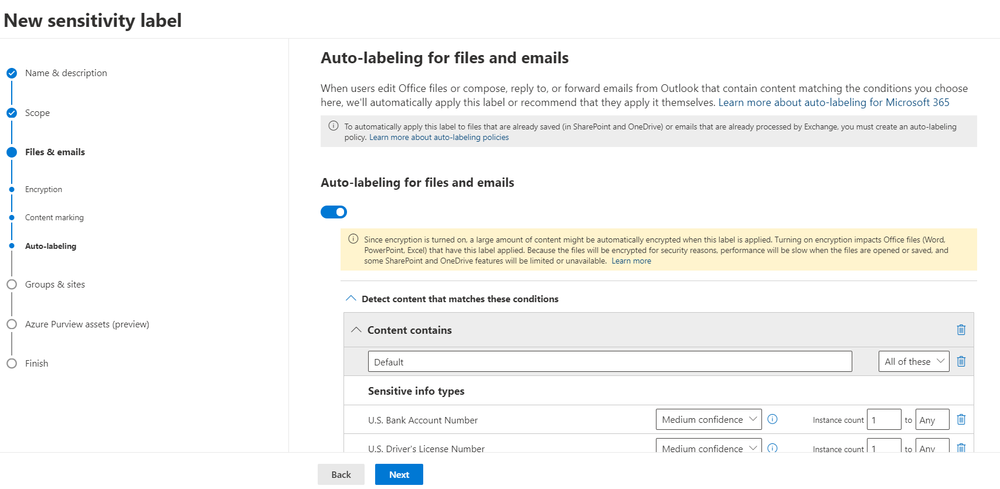 New sensitivity label
Name & description
Scope
Files & emails
Encryption
Content marking
Auto-labeling
Groups & sites
Azure Purview assets (preview)
Finish
Auto-labeling for files and emails
When users edit Office files or compose, reply to, or forward emails from Outlook that contain content matching the conditions you choose
here, we'll automatically apply this label or recommend that they apply it themselves. Learn more about auto-labeling for Microsoft 365
To automatically apply this label to files that are already saved (in SharePoint and OneDrive) or emails that are already processed by Exchange, you must create an auto-labeling
policy. Learn more about auto-labeling policies
Auto-labeling for files and emails
Since encryption is turned on, a large amount of content might be automatically encrypted when this label is applied. Turning on encryption impacts Office files (Word,
PowerPoint, Excel) that have this label applied. Because the files will be encrypted for security reasons, performance will be slow when the files are opened or saved, and
some SharePoint and OneDrive features will be limited or unavailable. Learn more
Detect content that matches these conditions
Content contains
Default All of these
Sensitive info types
U.S. Bank Account Number Medium confidence Instance count 1 to Any
U.S. Driver's License Number Medium confidence Instance count 1 to Any
Back Next